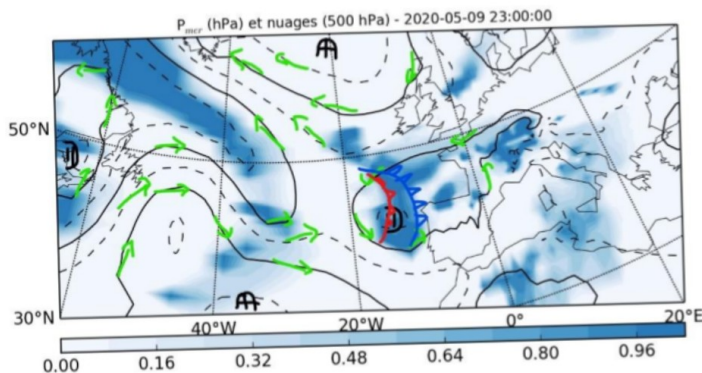 P_mer (hPa) et nuages (500 hPa) - 2020-05-09 23:00:00
A
50°N
D
D
A
30°N
40°W 20°W 0° 20°E
0.00 0.16 0.32 0.48 0.64 0.80 0.96